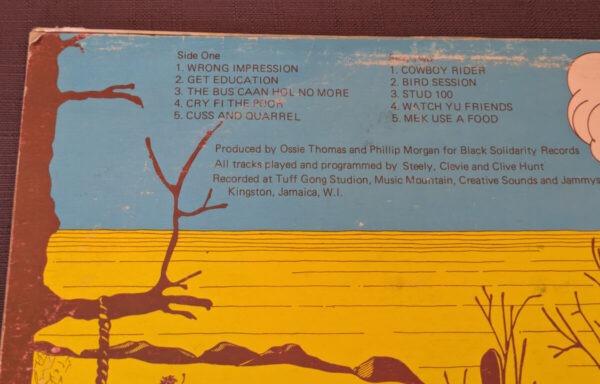 Side One
1. WRONG IMPRESSION
2. GET EDUCATION
3. THE BUS CAAN HOL NO MORE
4. CRY FI THE POOR
5. CUSS AND QUARREL
1. COWBOY RIDER
2. BIRD SESSION
3. STUD 100
4. WATCH YU FRIENDS
5. MEK USE A FOOD
Produced by Ossie Thomas and Phillip Morgan for Black Solidarity Records
All tracks played and programmed by Steely, Clevie and Clive Hunt
Recorded at Tuff Gong Studion, Music Mountain, Creative Sounds and Jammys
Kingston, Jamaica, W.I.